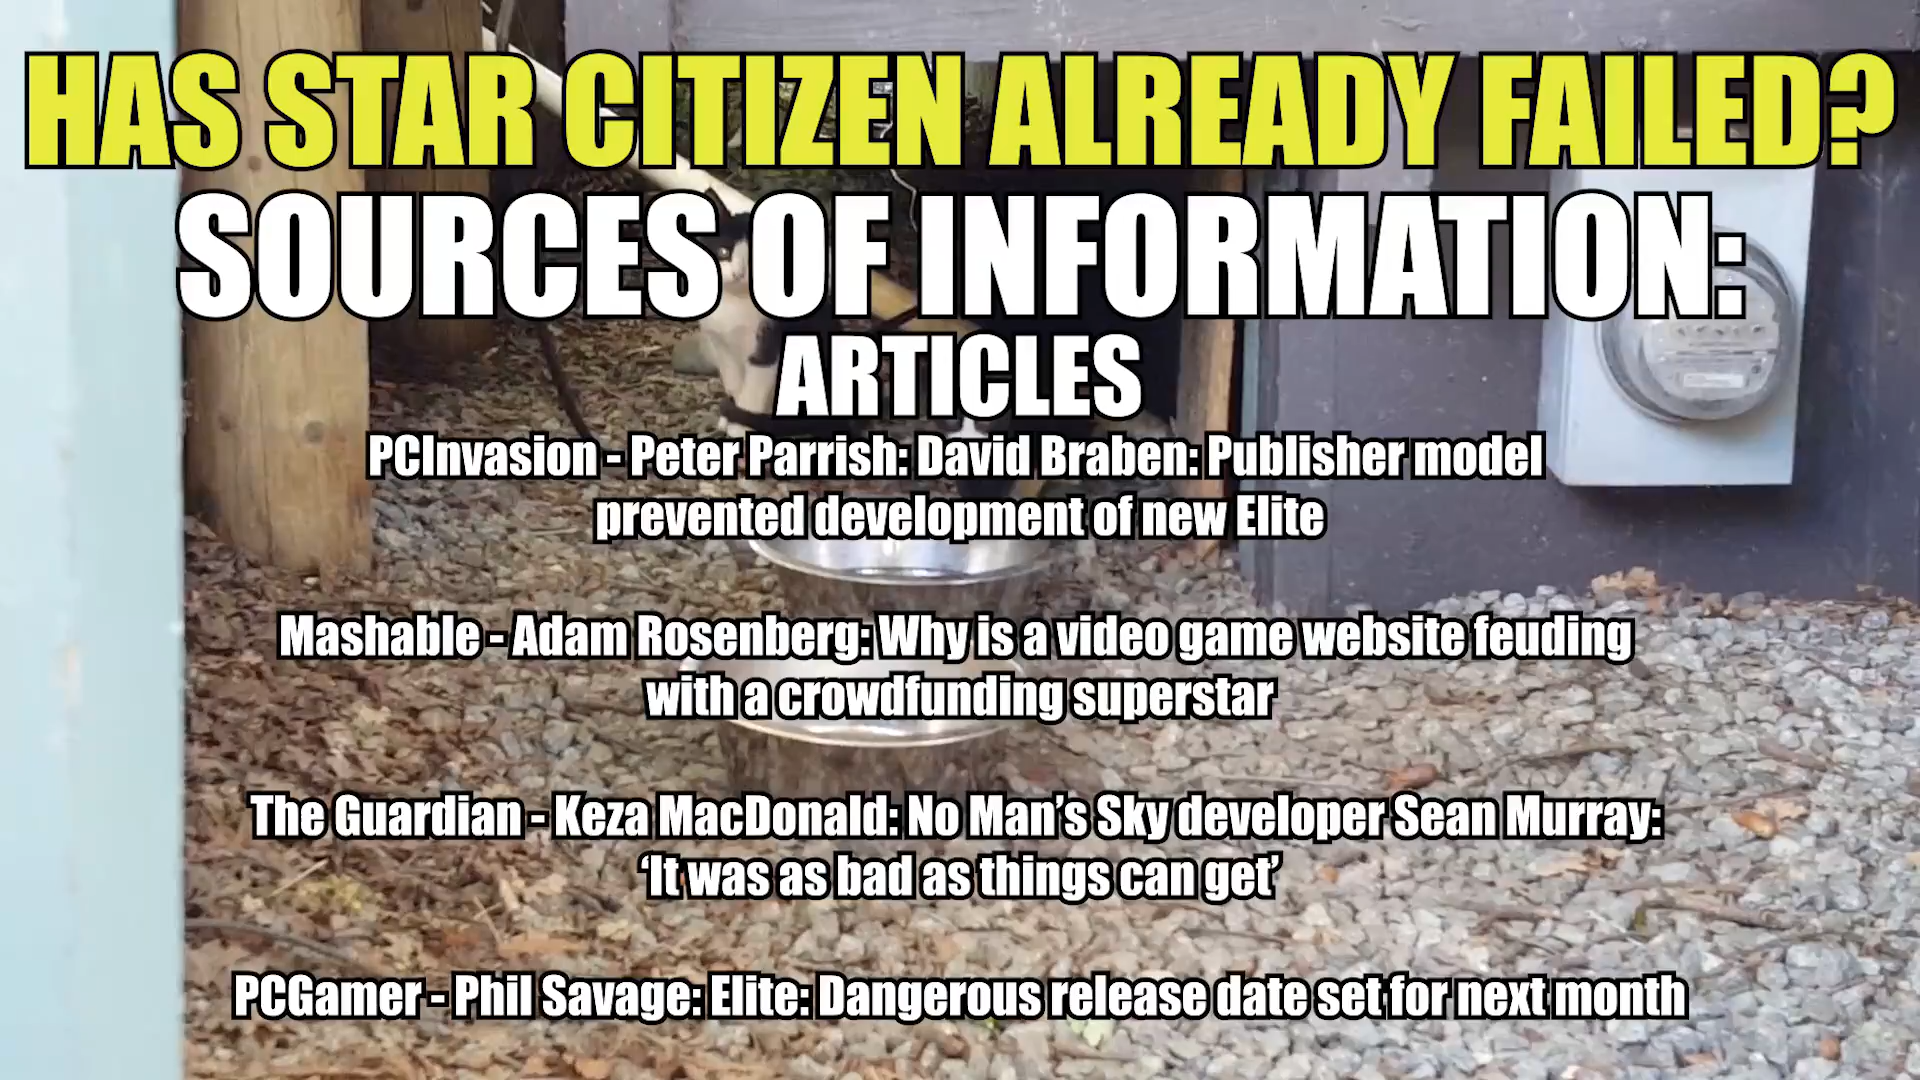 HAS STAR CITIZEN ALREADY FAILED?
SOURCES OF INFORMATION:
ARTICLES
PCInvasion - Peter Parrish: David Braben: Publisher model
prevented development of new Elite
Mashable - Adam Rosenberg: Why is a video game website feuding
with a crowdfunding superstar
The Guardian - Keza MacDonald: No Man’s Sky developer Sean Murray:
‘It was as bad as things can get’
PCGamer - Phil Savage: Elite: Dangerous release date set for next month